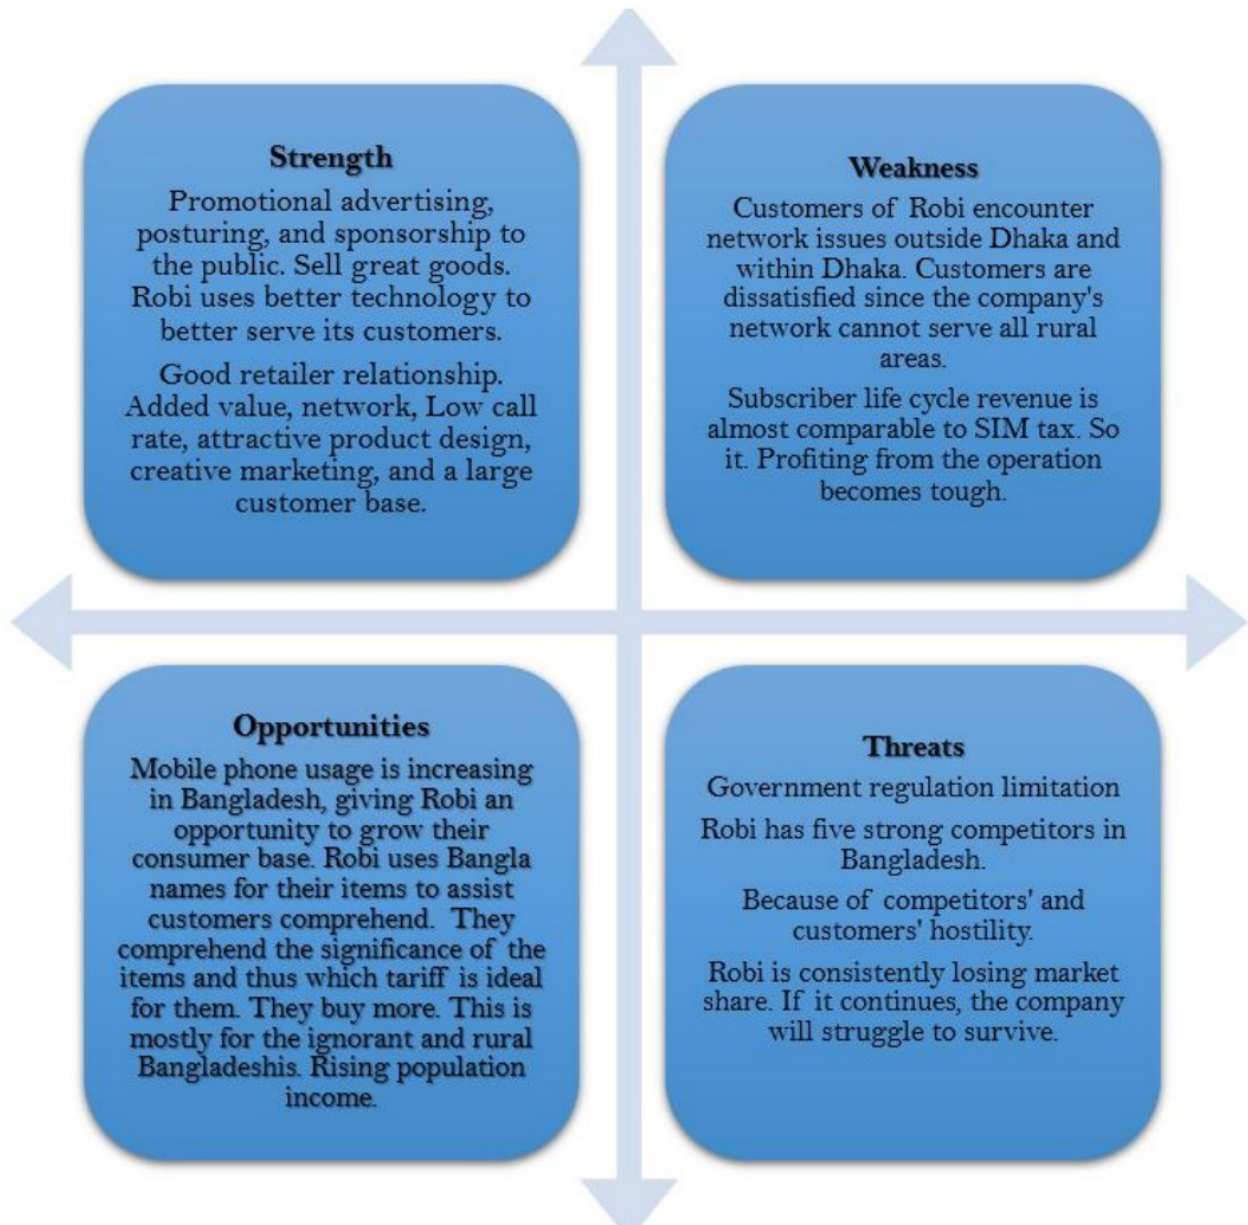 Strength
Promotional advertising,
posturing, and sponsorship to
the public. Sell great goods.
Robi uses better technology to
better serve its customers.
Good retailer relationship.
Added value, network, Low call
rate, attractive product design,
creative marketing, and a large
customer base.
Weakness
Customers of Robi encounter
network issues outside Dhaka and
within Dhaka. Customers are
dissatisfied since the company's
network cannot serve all rural
areas.
Subscriber life cycle revenue is
almost comparable to SIM tax. So
it. Profiting from the operation
becomes tough.
Opportunities
Mobile phone usage is increasing
in Bangladesh, giving Robi an
opportunity to grow their
consumer base. Robi uses Bangla
names for their items to assist
customers comprehend. They
comprehend the significance of the
items and thus which tariff is ideal
for them. They buy more. This is
mostly for the ignorant and rural
Bangladeshis. Rising population
income.
Threats
Government regulation limitation
Robi has five strong competitors in
Bangladesh.
Because of competitors' and
customers' hostility.
Robi is consistently losing market
share. If it continues, the company
will struggle to survive.